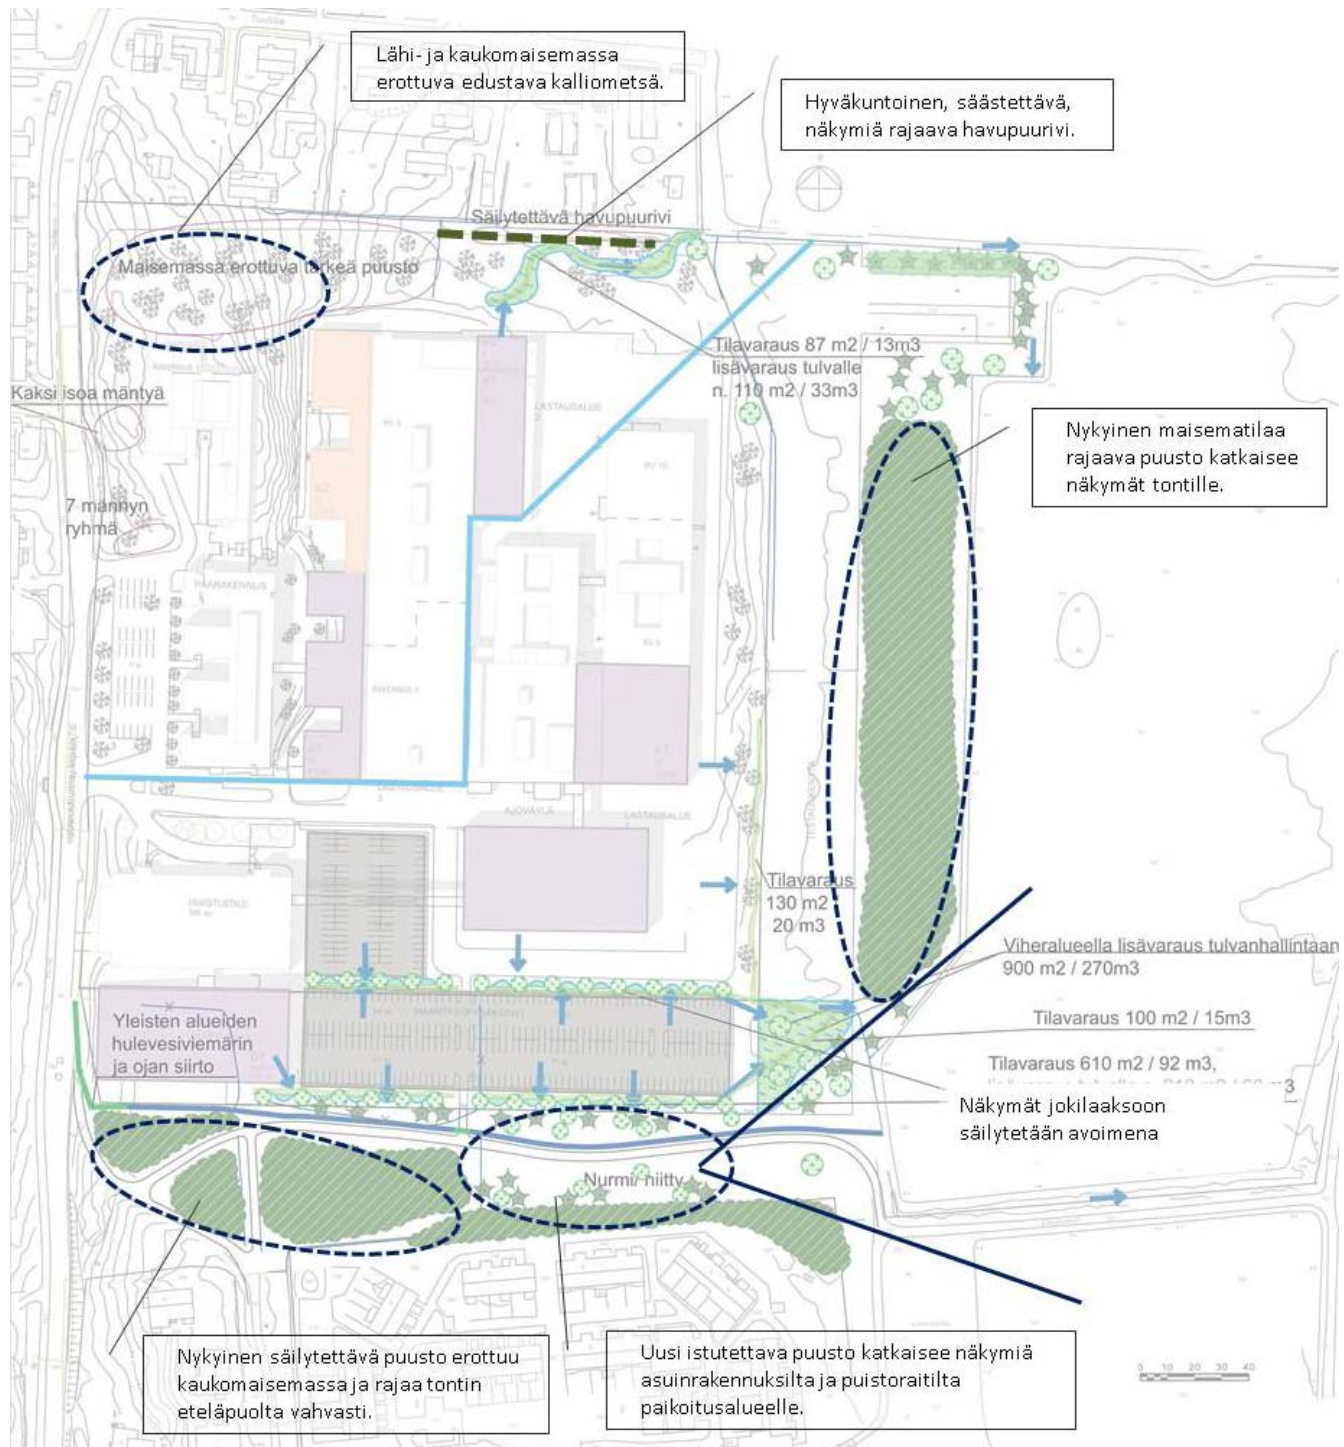 Tuulitie
Lähi- ja kaukomaisemassa
erottuva edustava kalliometsä.
Hyväkuntoinen, säästettävä,
näkymiä rajaava havupuurivi.
Säilytettävä havupuurivi
Maisemassa erottuva tärkeä puusto
Tilavaraus 87 m2 / 13m3
lisävaraus tulvalle
n. 110 m2 / 33m3
Kaksi isoa mäntyä
LASTAUSALUE
Nykyinen maisematilaa
rajaava puusto katkaisee
näkymät tontille.
7 männyn
ryhmä
PÄÄRAKENNUS
AJOVÄYLÄ
LASTAUSALUE
Tilavaraus
130 m2
20 m3
Viheralueella lisävaraus tulvanhallintaan
900 m2 / 270m3
Yleisten alueiden
hulevesiviemärin
ja ojan siirto
Tilavaraus 100 m2 / 15m3
Tilavaraus 610 m2 / 92 m3,
Näkymät jokilaaksoon
säilytetään avoimena
Nurmi/ niitty
Nykyinen säilytettävä puusto erottuu
kaukomaisemassa ja rajaa tontin
eteläpuolta vahvasti.
Uusi istutettava puusto katkaisee näkymiä
asuinrakennuksilta ja puistoraitilta
paikoitusalueelle.
0 10 20 30 40